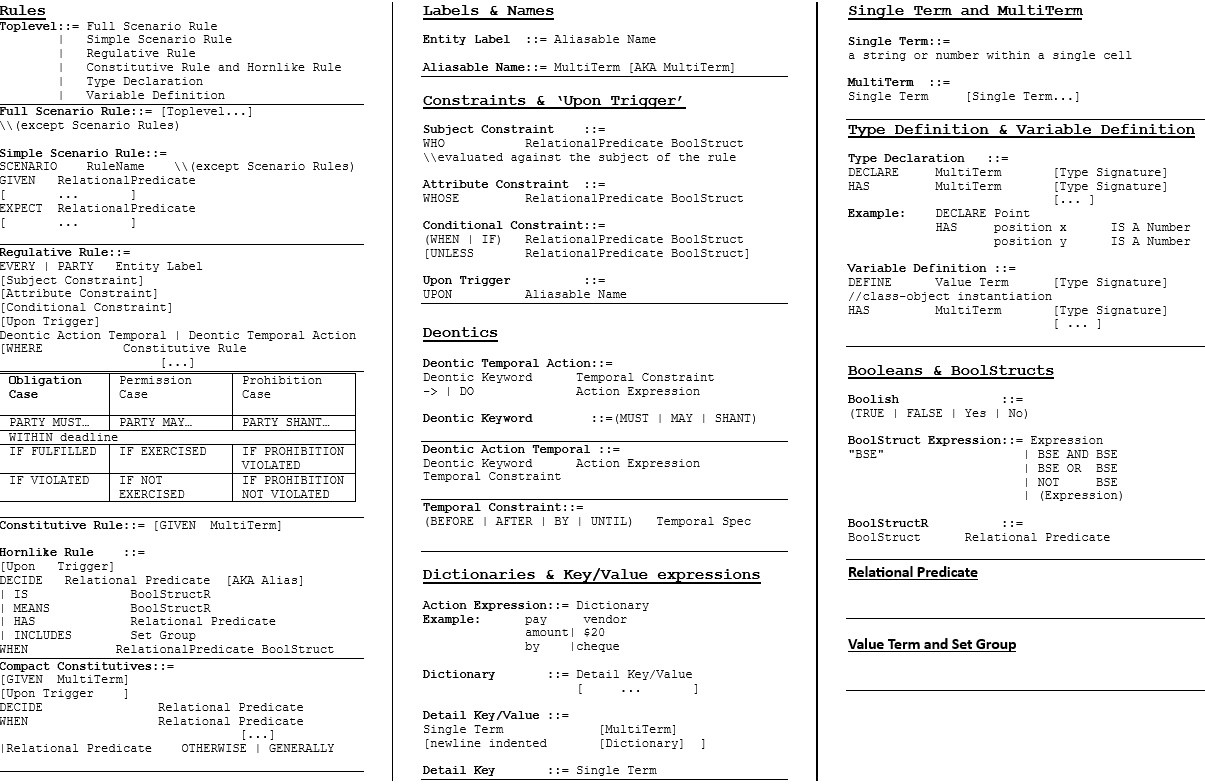 Rules
Toplevel::= Full Scenario Rule
| Simple Scenario Rule
| Regulative Rule
| Constitutive Rule and Hornlike Rule
| Type Declaration
| Variable Definition
Full Scenario Rule::= [Toplevel...]
\\(except Scenario Rules)
Simple Scenario Rule::=
SCENARIO RuleName \\(except Scenario Rules)
GIVEN RelationalPredicate
[ ... ]
EXPECT RelationalPredicate
[ ... ]
Regulative Rule::=
EVERY | PARTY Entity Label
[Subject Constraint]
[Attribute Constraint]
[Conditional Constraint]
[Upon Trigger]
Deontic Action Temporal | Deontic Temporal Action
[WHERE Constitutive Rule
[...]
Obligation Case Permission Case Prohibition Case
PARTY MUST… PARTY MAY… PARTY SHANT…
WITHIN deadline
IF FULFILLED IF EXERCISED IF PROHIBITION VIOLATED
IF VIOLATED IF NOT EXERCISED IF PROHIBITION NOT VIOLATED
Constitutive Rule::= [GIVEN MultiTerm]
Hornlike Rule ::=
[Upon Trigger]
DECIDE Relational Predicate [AKA Alias]
| IS BoolStructR
| MEANS BoolStructR
| HAS Relational Predicate
| INCLUDES Set Group
WHEN RelationalPredicate BoolStruct
Compact Constitutives::=
[GIVEN MultiTerm]
[Upon Trigger ]
DECIDE Relational Predicate
WHEN Relational Predicate
[...]
|Relational Predicate OTHERWISE | GENERALLY
Labels & Names
Entity Label ::= Aliasable Name
Aliasable Name::= MultiTerm [AKA MultiTerm]
Constraints & ‘Upon Trigger’
Subject Constraint ::=
WHO RelationalPredicate BoolStruct
\\evaluated against the subject of the rule
Attribute Constraint ::=
WHOSE RelationalPredicate BoolStruct
Conditional Constraint::=
(WHEN | IF) RelationalPredicate BoolStruct
[UNLESS RelationalPredicate BoolStruct]
Upon Trigger ::=
UPON Aliasable Name
Deontics
Deontic Temporal Action::=
Deontic Keyword Temporal Constraint
-> | DO Action Expression
Deontic Keyword ::=(MUST | MAY | SHANT)
Deontic Action Temporal ::=
Deontic Keyword Action Expression
Temporal Constraint
Temporal Constraint::=
(BEFORE | AFTER | BY | UNTIL) Temporal Spec
Dictionaries & Key/Value expressions
Action Expression::= Dictionary
Example: pay vendor
amount| $20
by |cheque
Dictionary ::= Detail Key/Value
[ ... ]
Detail Key/Value ::=
Single Term [MultiTerm]
[newline indented [Dictionary] ]
Detail Key ::= Single Term
Single Term and MultiTerm
Single Term::=
a string or number within a single cell
MultiTerm ::=
Single Term [Single Term...]
Type Definition & Variable Definition
Type Declaration ::=
DECLARE MultiTerm [Type Signature]
HAS MultiTerm [Type Signature]
[... ]
Example: DECLARE Point
HAS position x IS A Number
position y IS A Number
Variable Definition ::=
DEFINE Value Term [Type Signature]
//class-object instantiation
HAS MultiTerm [Type Signature]
[ ... ]
Booleans & BoolStructs
Boolish ::=
(TRUE | FALSE | Yes | No)
BoolStruct Expression::= Expression
"BSE" | BSE AND BSE
| BSE OR BSE
| NOT BSE
| (Expression)
BoolStructR ::=
BoolStruct Relational Predicate
Relational Predicate
Value Term and Set Group